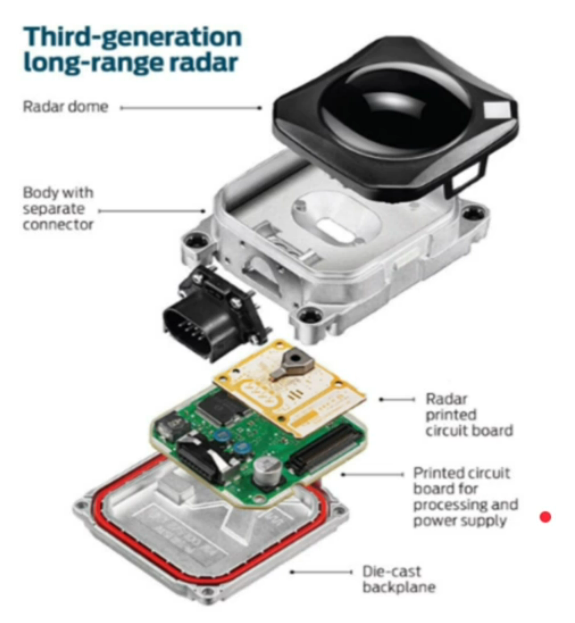 Third-generation
long-range radar
Radar dome
Body with
separate
connector
Radar
printed
circuit board
Printed circuit
board for
processing and
power supply
Die-cast
backplane